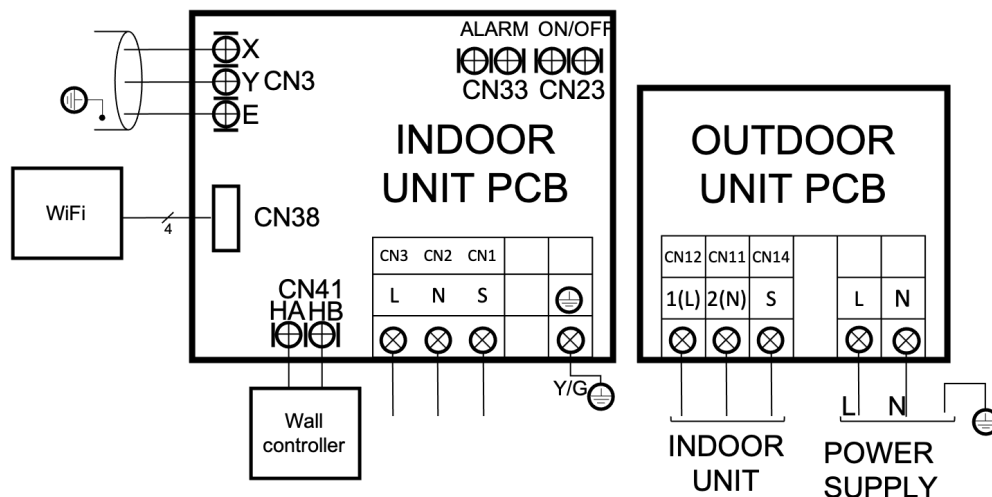 ALARM ON/OFF
X
Y CN3
E
CN33 CN23
INDOOR
UNIT PCB
OUTDOOR
UNIT PCB
WiFi
4
CN38
CN3 CN2 CN1
L N S
CN41
HA HB
Y/G
Wall
controller
CN12 CN11 CN14
1(L) 2(N) S L N
L N
INDOOR
UNIT
POWER
SUPPLY